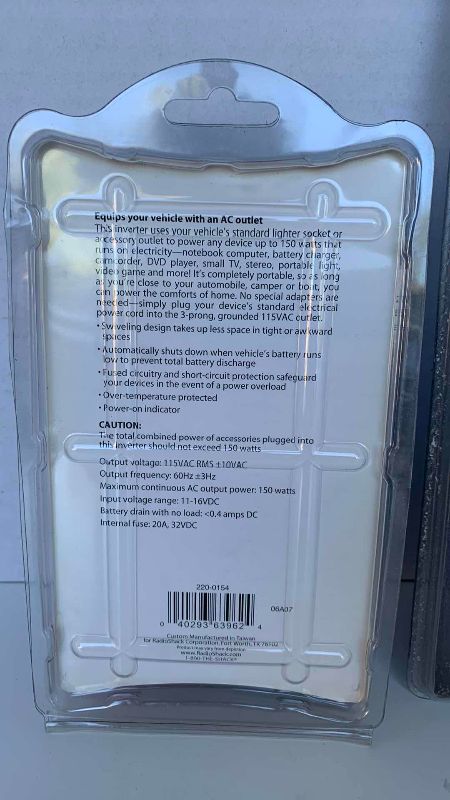 Equips your vehicle with an AC outlet
This inverter uses your vehicle's standard lighter socket or
accessory outlet to power any device up to 150 watts that
runs on electricity—notebook computer, battery charger,
camcorder, DVD player, small TV, stereo, portable light,
video game and more! It's completely portable, so as long
as you're close to your automobile, camper or boat, you
can power the comforts of home. No special adapters are
needed—simply plug your device's standard electrical
power cord into the 3-prong, grounded 115VAC outlet.
• Swiveling design takes up less space in tight or awkward
spaces
• Automatically shuts down when vehicle's battery runs
low to prevent total battery discharge
• Fused circuitry and short-circuit protection safeguard
your devices in the event of a power overload
• Over-temperature protected
• Power-on indicator
CAUTION:
The total combined power of accessories plugged into
this inverter should not exceed 150 watts
Output voltage: 115VAC RMS ±10VAC
Output frequency: 60Hz ±3Hz
Maximum continuous AC output power: 150 watts
Input voltage range: 11-16VDC
Battery drain with no load: <0.4 amps DC
Internal fuse: 20A, 32VDC
220-0154
06A07
0 40293 63962 4
Custom Manufactured in Taiwan
for RadioShack Corporation, Fort Worth, TX 76102
Product may vary from depiction
www.RadioShack.com
1-800-THE-SHACK®